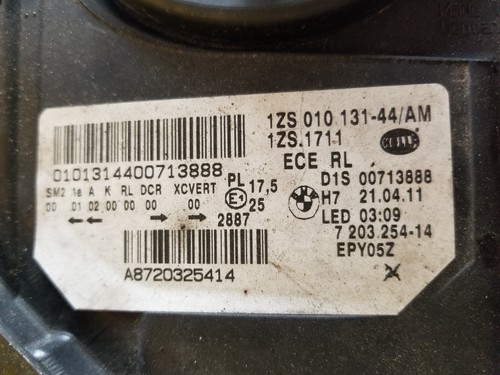 1ZS 010 131-44/AM
1ZS.1711
HELLA
ECE RL
0101314400713888
SM2 1e A K RL DCR XCVERT
00 01 02 00 00 00 00
PL 17,5
E1 25
2887
D1S 00713888
H7 21.04.11
LED 03:09
7 203.254-14
EPY05Z
A8720325414